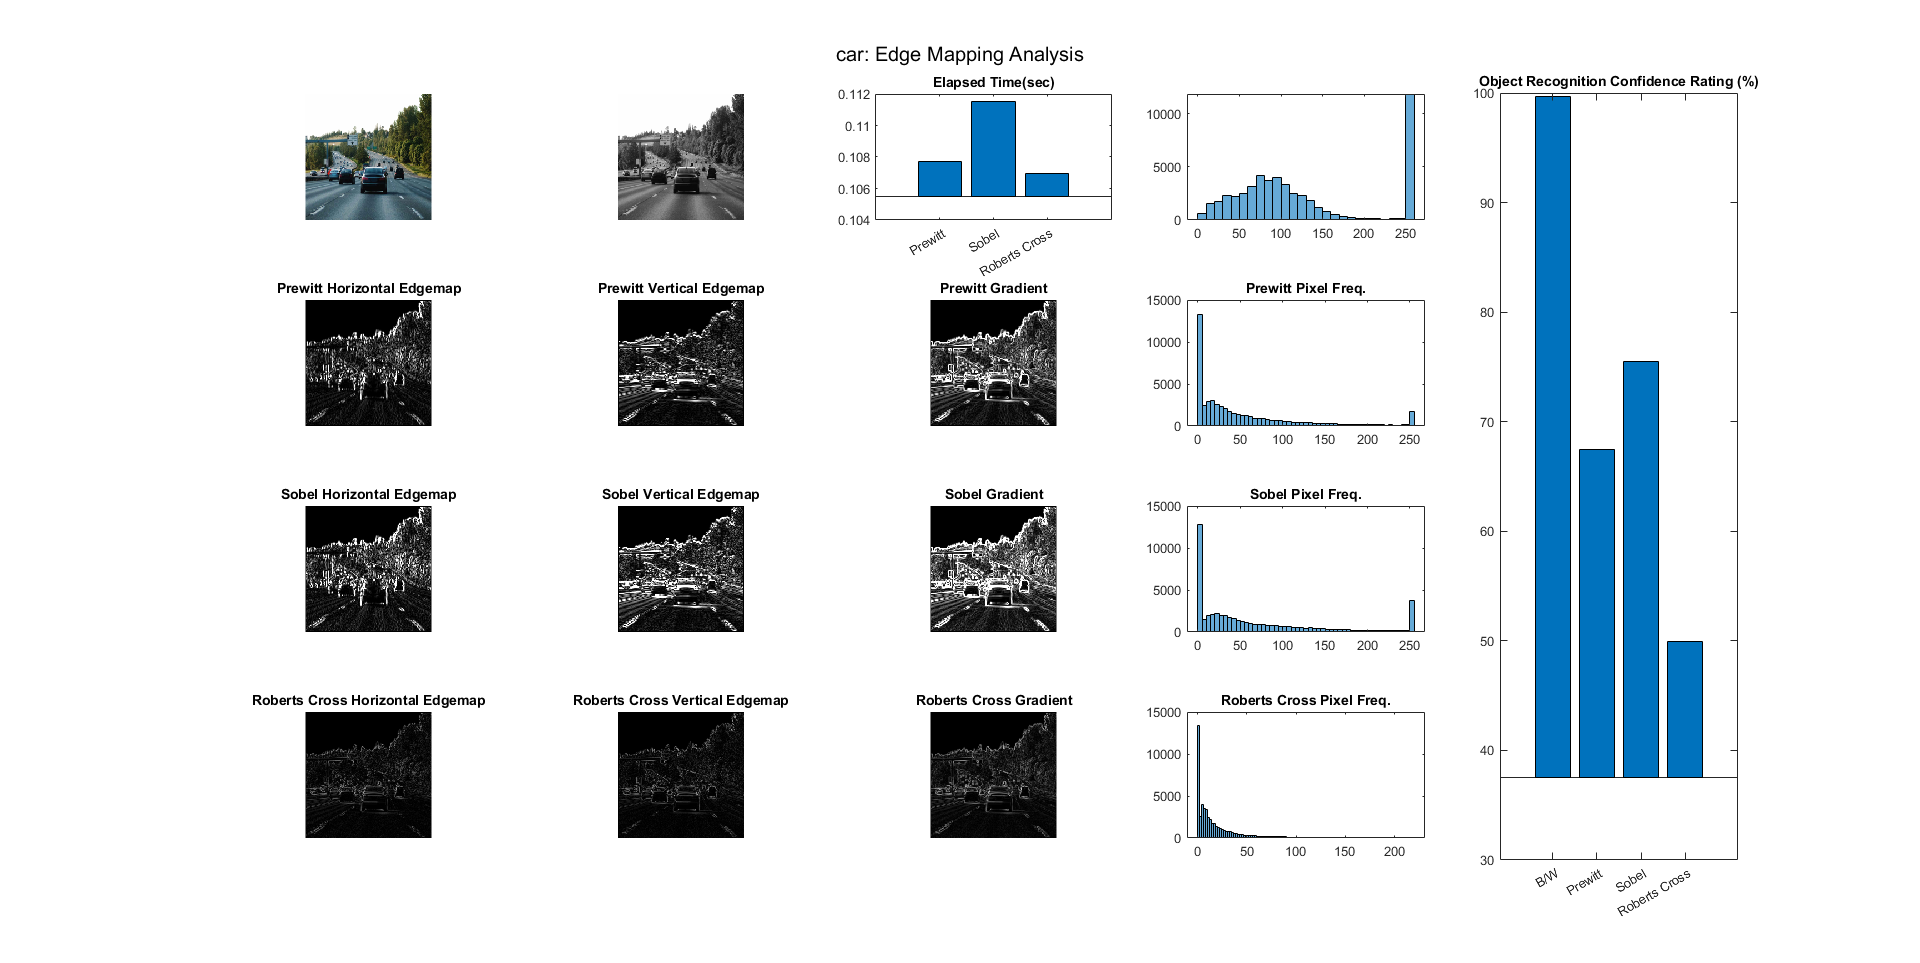 car: Edge Mapping Analysis
Elapsed Time(sec)
0.112
0.11
0.108
0.106
0.104
Prewitt
Sobel
Roberts Cross
10000
5000
0
0 50 100 150 200 250
Object Recognition Confidence Rating (%)
100
90
80
70
60
50
40
30
B/W
Prewitt
Sobel
Roberts Cross
Prewitt Horizontal Edgemap
Prewitt Vertical Edgemap
Prewitt Gradient
Prewitt Pixel Freq.
15000
10000
5000
0
0 50 100 150 200 250
Sobel Horizontal Edgemap
Sobel Vertical Edgemap
Sobel Gradient
Sobel Pixel Freq.
15000
10000
5000
0
0 50 100 150 200 250
Roberts Cross Horizontal Edgemap
Roberts Cross Vertical Edgemap
Roberts Cross Gradient
Roberts Cross Pixel Freq.
15000
10000
5000
0
0 50 100 150 200